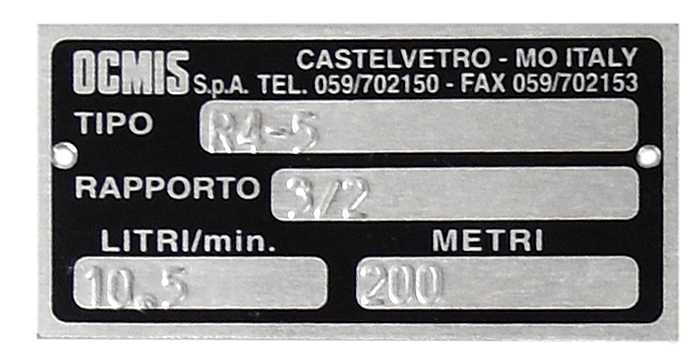 OCMIS S.p.A. CASTELVETRO - MO ITALY
TEL. 059/702150 - FAX 059/702153
TIPO R4-5
RAPPORTO 3/2
LITRI/min. METRI
10.5 200